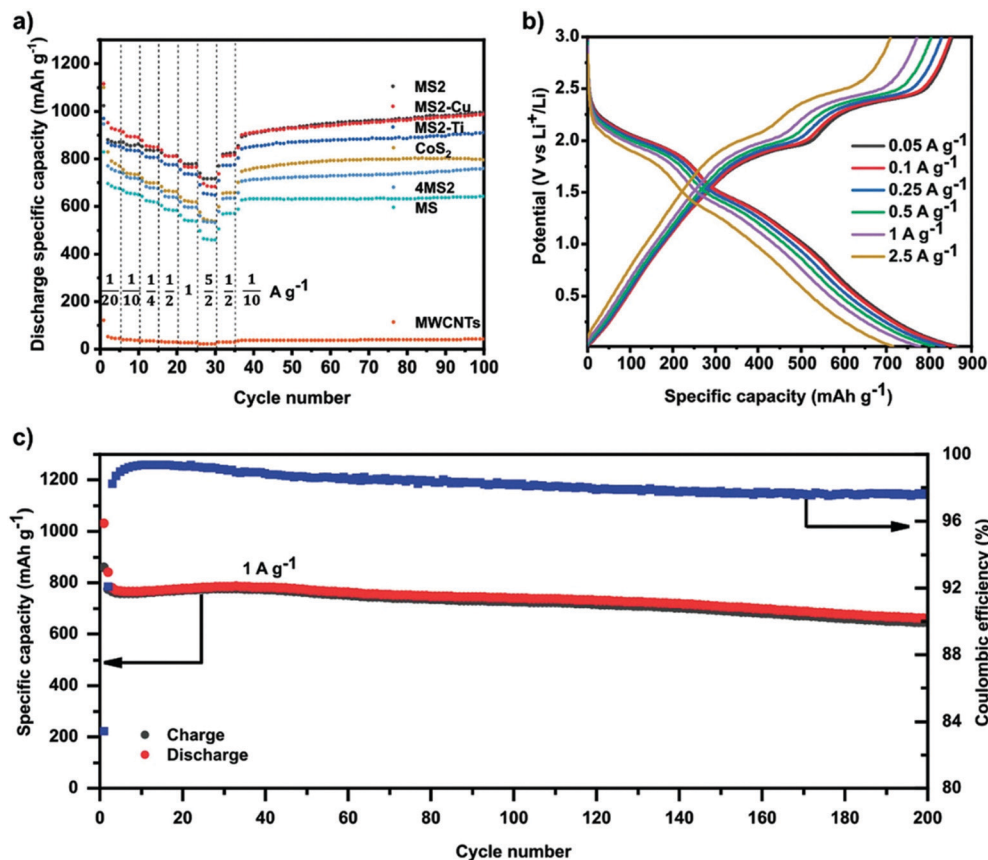 a)
Discharge specific capacity (mAh g⁻¹)
1200
1000
800
600
400
200
0
MS2
MS2-Cu
MS2-Ti
CoS₂
4MS2
MS
1/20 1/10 1/4 1/2 1 5/2 1/2 1/10 A g⁻¹
MWCNTs
0 10 20 30 40 50 60 70 80 90 100
Cycle number
b)
Potential (V vs Li⁺/Li)
3.0
2.5
2.0
1.5
1.0
0.5
0.05 A g⁻¹
0.1 A g⁻¹
0.25 A g⁻¹
0.5 A g⁻¹
1 A g⁻¹
2.5 A g⁻¹
0 100 200 300 400 500 600 700 800 900
Specific capacity (mAh g⁻¹)
c)
Specific capacity (mAh g⁻¹)
1200
1000
800
600
400
200
0
1 A g⁻¹
Charge
Discharge
100
98
96
94
92
90
88
84
80
Coulombic efficiency (%)
0 20 40 60 80 100 120 140 160 180 200
Cycle number